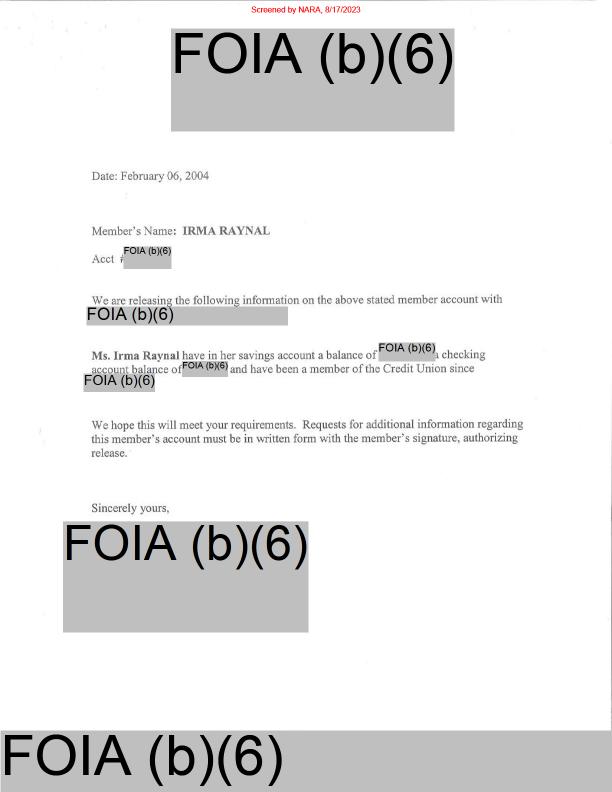 Screened by NARA, 8/17/2023
FOIA (b)(6)
Date: February 06, 2004
Member's Name: IRMA RAYNAL
Acct # FOIA (b)(6)
We are releasing the following information on the above stated member account with
FOIA (b)(6)
Ms. Irma Raynal have in her savings account a balance of FOIA (b)(6) a checking
account balance of FOIA (b)(6) and have been a member of the Credit Union since
FOIA (b)(6)
We hope this will meet your requirements. Requests for additional information regarding
this member's account must be in written form with the member's signature, authorizing
release.
Sincerely yours,
FOIA (b)(6)
FOIA (b)(6)